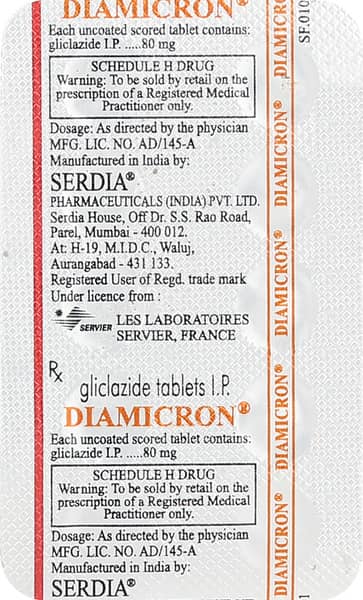 DIAMICRON®
Each uncoated scored tablet contains:
gliclazide I.P. .....80 mg
SCHEDULE H DRUG
Warning: To be sold by retail on the
prescription of a Registered Medical
Practitioner only.
Dosage: As directed by the physician
MFG. LIC. NO. AD/145-A
Manufactured in India by:
SERDIA®
PHARMACEUTICALS (INDIA) PVT. LTD.
Serdia House, Off Dr. S.S. Rao Road,
Parel, Mumbai - 400 012.
At: H-19, M.I.D.C., Waluj,
Aurangabad - 431 133.
Registered User of Regd. trade mark
Under licence from :
SERVIER
LES LABORATOIRES
SERVIER, FRANCE
Rx
gliclazide tablets I.P.
DIAMICRON®
Each uncoated scored tablet contains:
gliclazide I.P. .....80 mg
SCHEDULE H DRUG
Warning: To be sold by retail on the
prescription of a Registered Medical
Practitioner only.
Dosage: As directed by the physician
MFG. LIC. NO. AD/145-A
Manufactured in India by:
SERDIA®
DIAMICRON®
DIAMICRON®
DIAMICRON®
DIAMICRON®
DIAMICRON®
SF.010